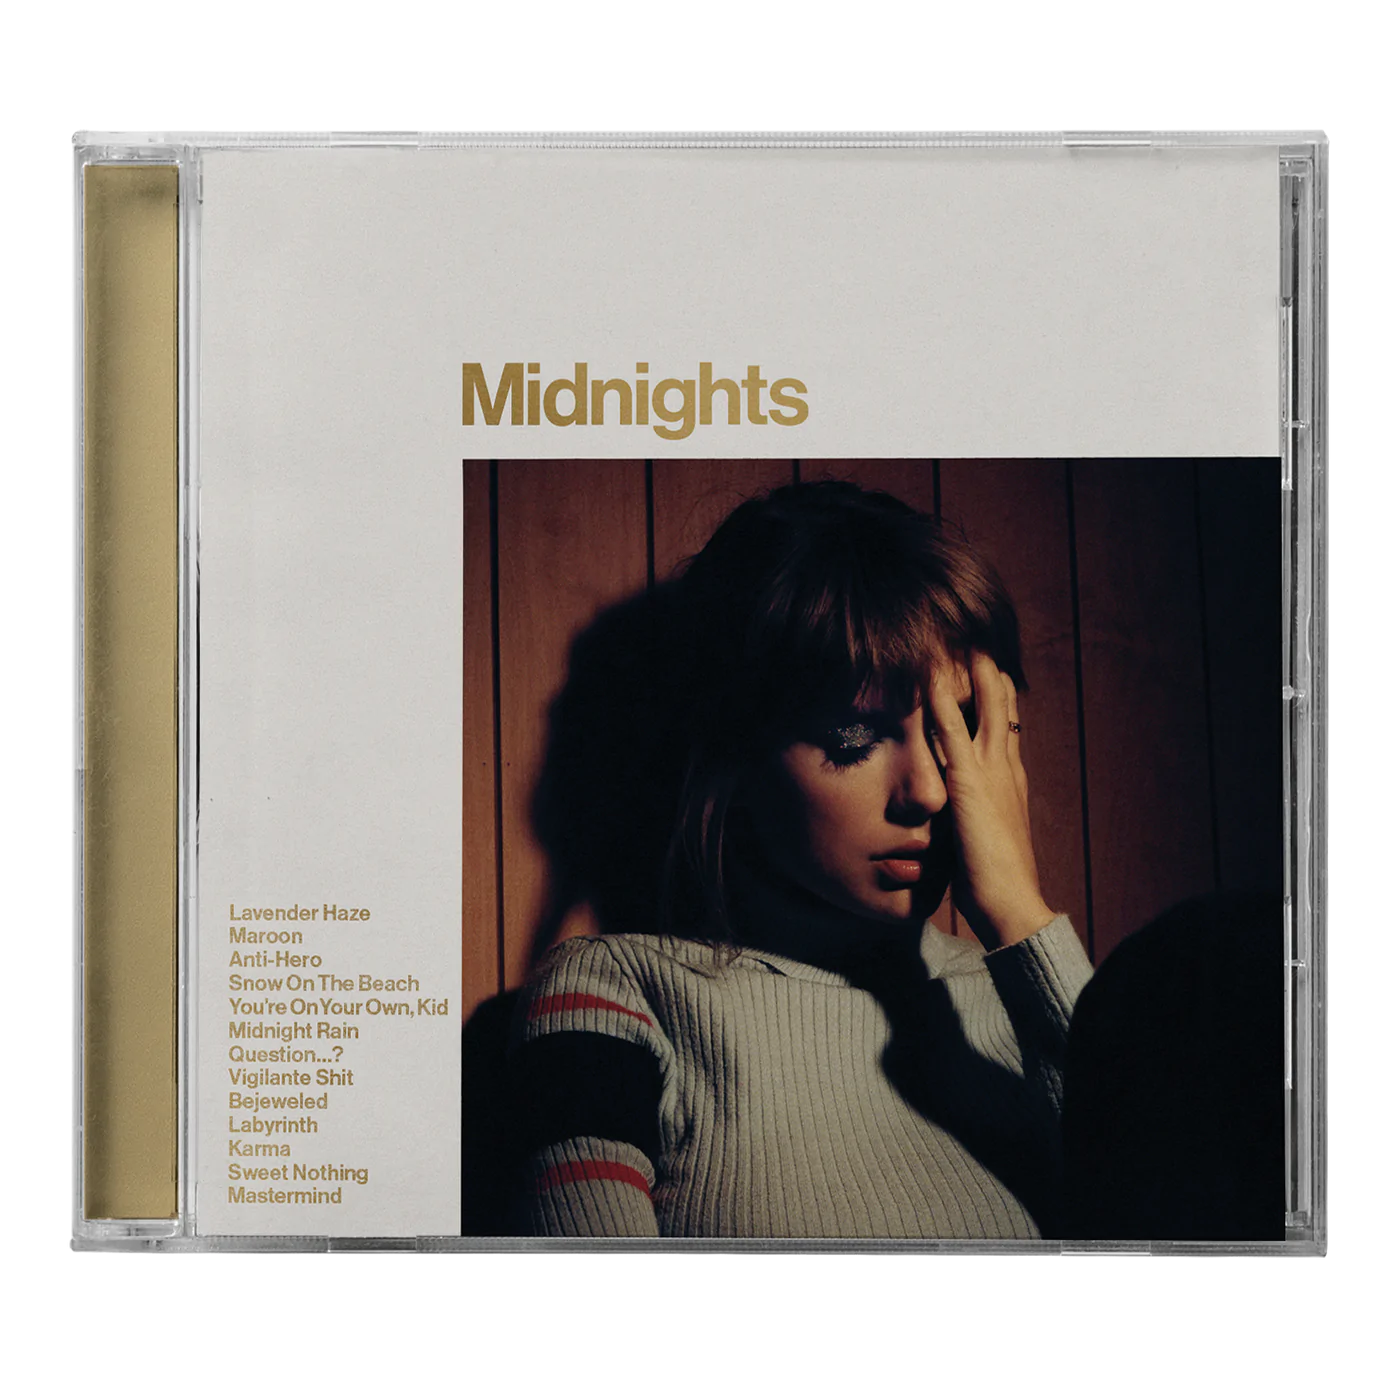 Midnights
Lavender Haze
Maroon
Anti-Hero
Snow On The Beach
You're On Your Own, Kid
Midnight Rain
Question...?
Vigilante Shit
Bejeweled
Labyrinth
Karma
Sweet Nothing
Mastermind